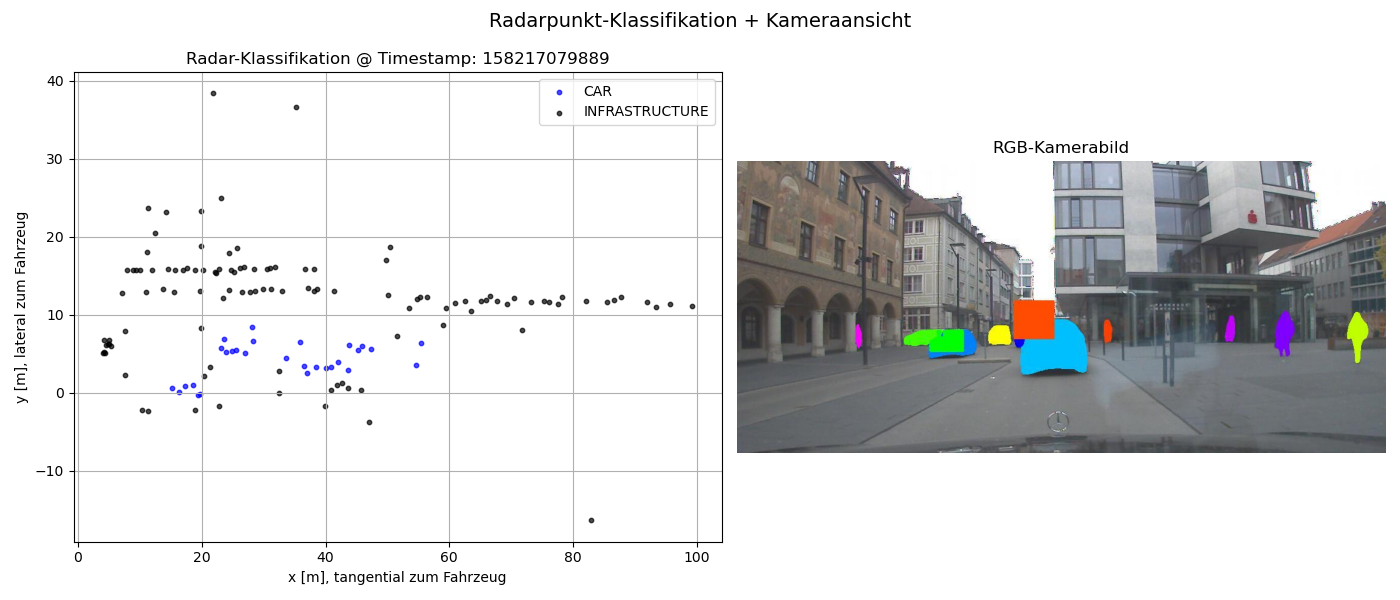 Radarpunkt-Klassifikation + Kameraansicht
Radar-Klassifikation @ Timestamp: 158217079889
CAR
INFRASTRUCTURE
40
30
20
10
0
−10
y [m], lateral zum Fahrzeug
0 20 40 60 80 100
x [m], tangential zum Fahrzeug
RGB-Kamerabild